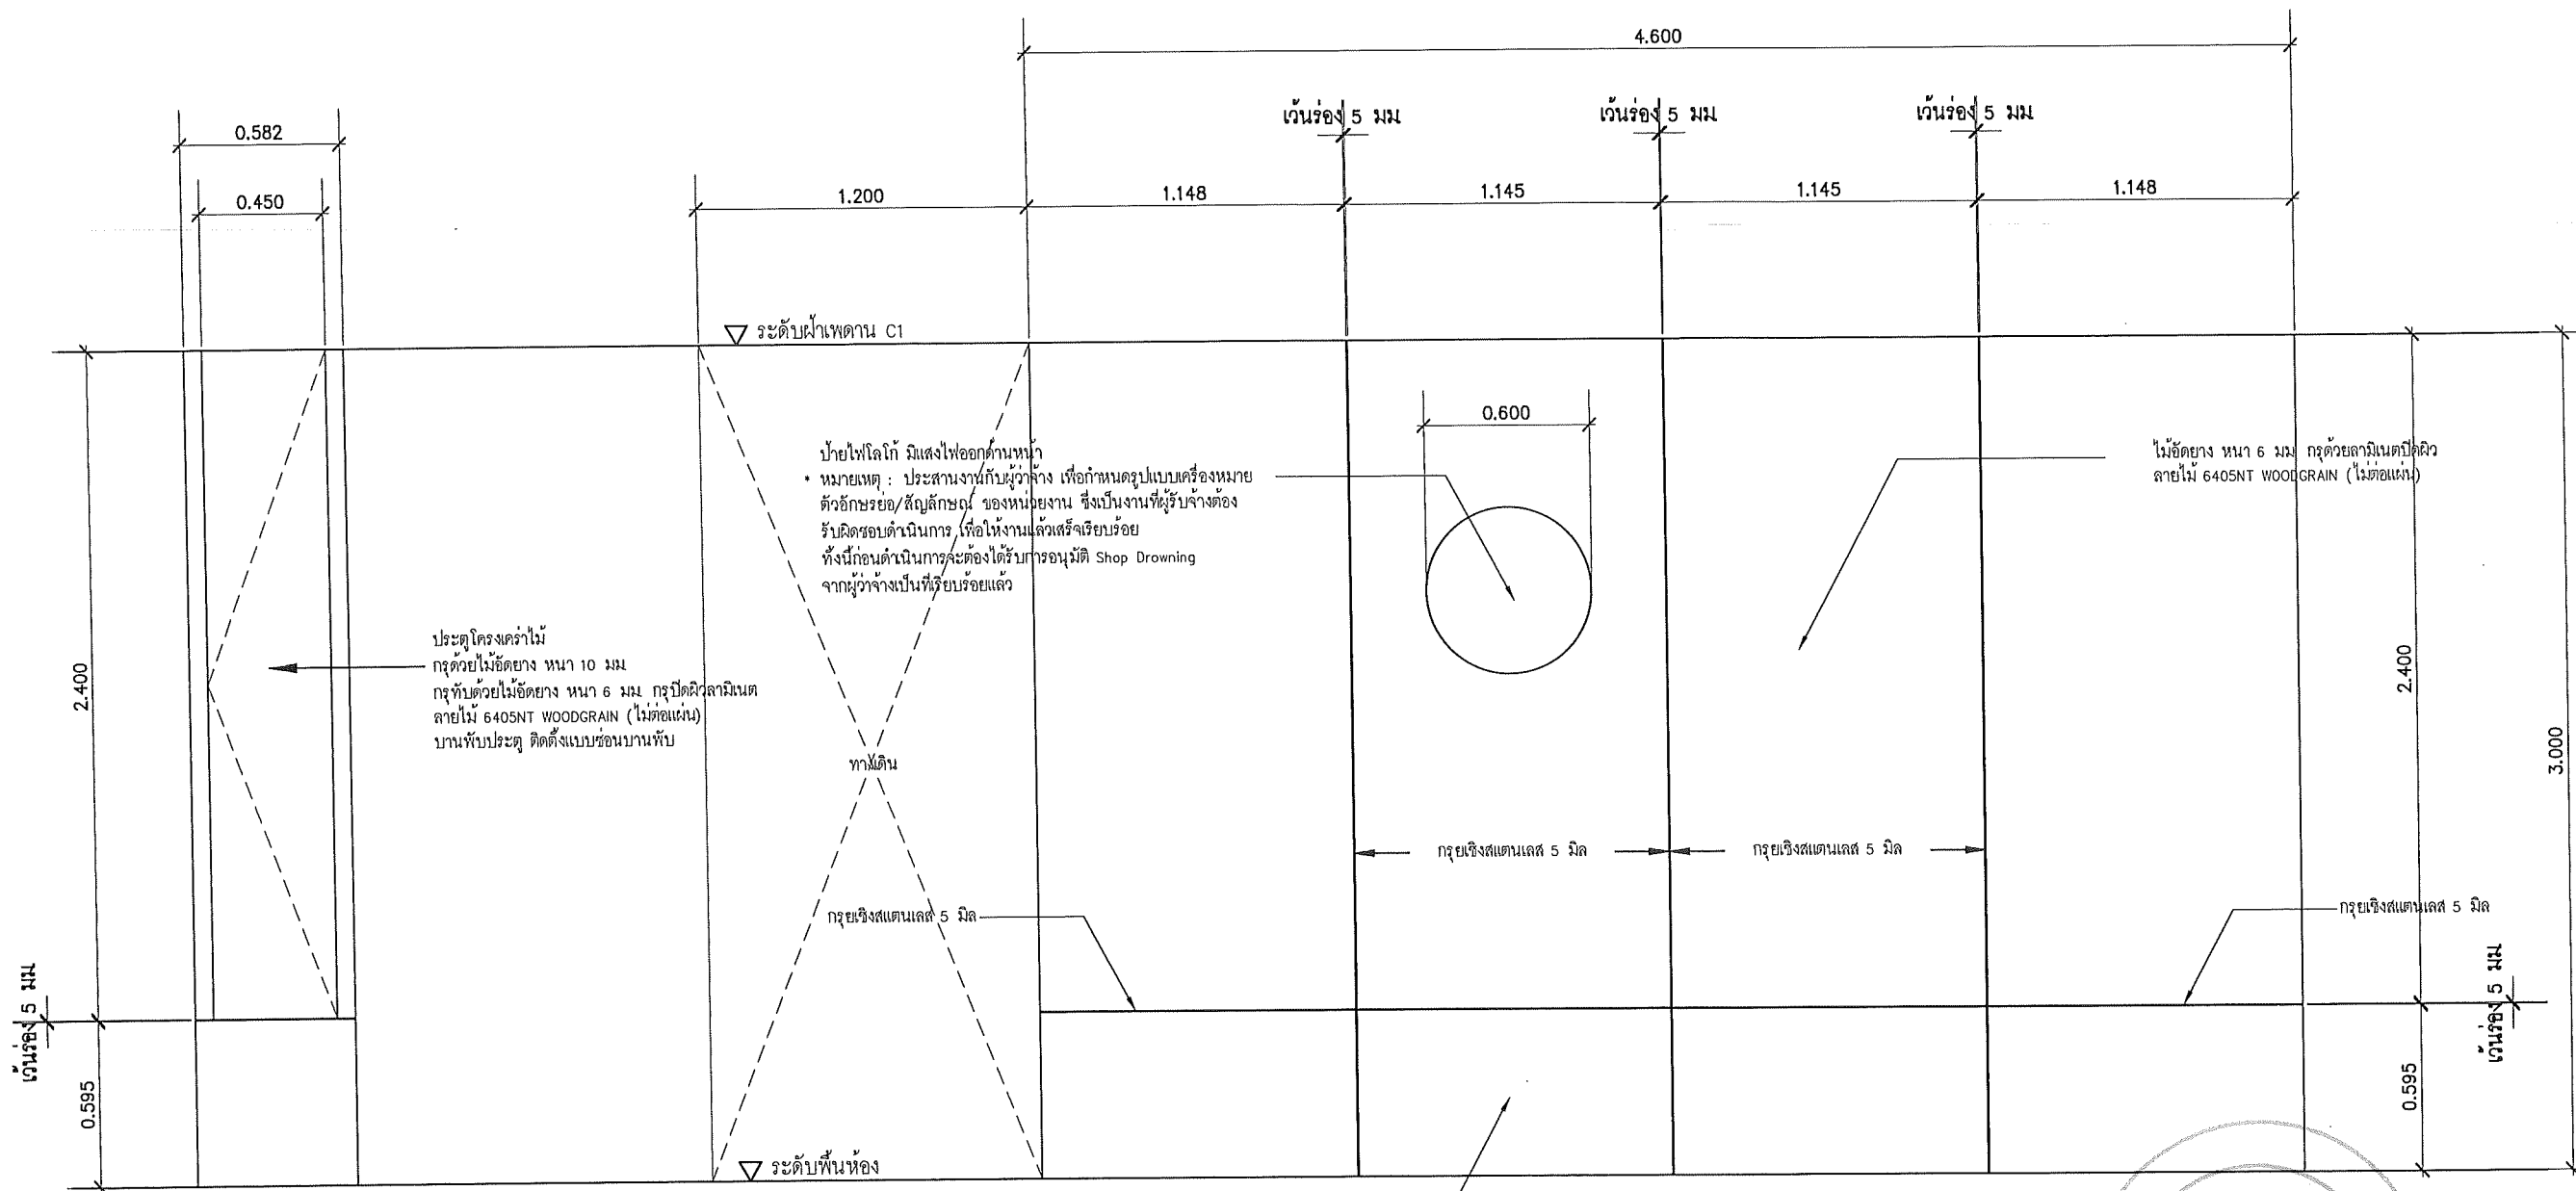 4.600
เว้นร่อง 5 มม
เว้นร่อง 5 มม
เว้นร่อง 5 มม
0.582
0.450
1.200
1.148
1.145
1.145
1.148
ระดับฝ้าเพดาน C1
0.600
ป้ายไฟโลโก้ มีแสงไฟออกด้านหน้า
* หมายเหตุ : ประสานงานกับผู้ว่าจ้าง เพื่อกำหนดรูปแบบเครื่องหมาย
ตัวอักษรย่อ/สัญลักษณ์ ของหน่วยงาน ซึ่งเป็นงานที่ผู้รับจ้างต้อง
รับผิดชอบดำเนินการ เพื่อให้งานแล้วเสร็จเรียบร้อย
ทั้งนี้ก่อนดำเนินการจะต้องได้รับการอนุมัติ Shop Drowning
จากผู้ว่าจ้างเป็นที่เรียบร้อยแล้ว
ไม้อัดยาง หนา 6 มม กรุด้วยลามิเนตปิดผิว
ลายไม้ 6405NT WOODGRAIN (ไม่ต่อแผ่น)
ประตูโครงเคร่าไม้
กรุด้วยไม้อัดยาง หนา 10 มม
กรุทับด้วยไม้อัดยาง หนา 6 มม กรุปิดผิวลามิเนต
ลายไม้ 6405NT WOODGRAIN (ไม่ต่อแผ่น)
บานพับประตู ติดตั้งแบบซ่อนบานพับ
2.400
2.400
3.000
ทางเดิน
กรุยเชิงสแตนเลส 5 มิล
กรุยเชิงสแตนเลส 5 มิล
กรุยเชิงสแตนเลส 5 มิล
กรุยเชิงสแตนเลส 5 มิล
เว้นร่อง 5 มม
เว้นร่อง 5 มม
0.595
0.595
ระดับพื้นห้อง